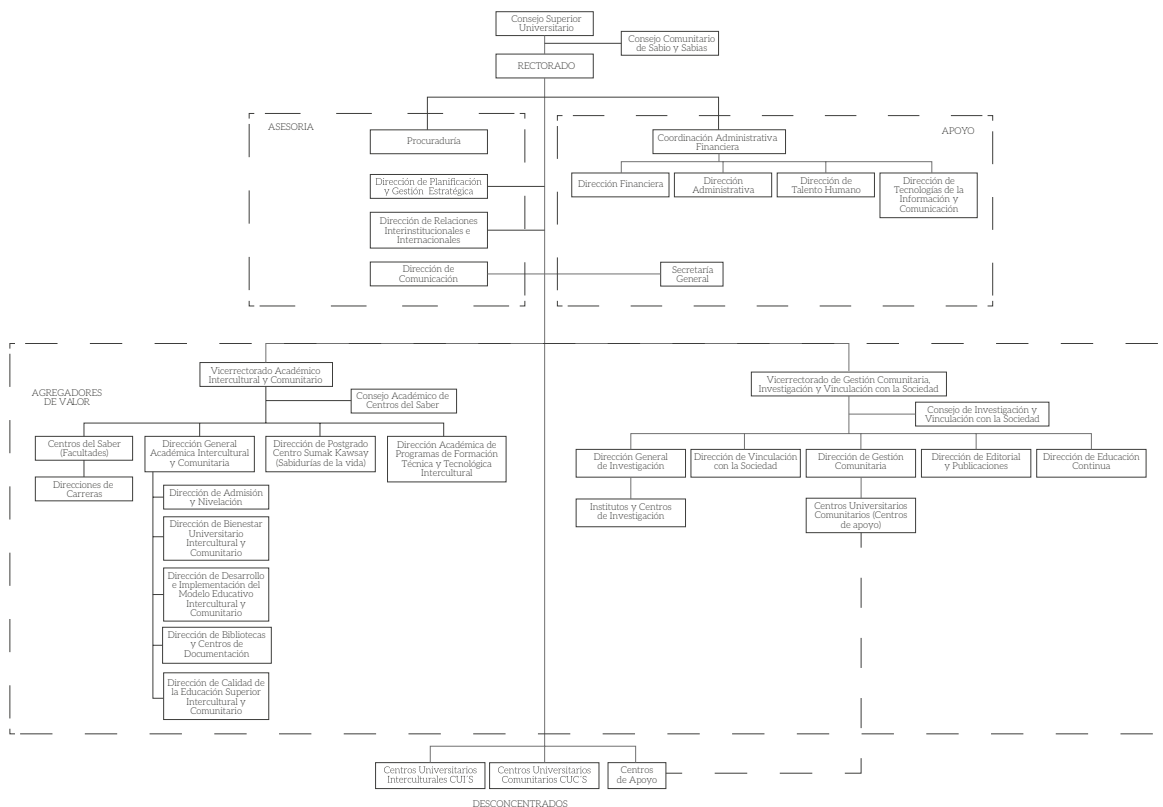 Consejo Superior
Universitario
Consejo Comunitario
de Sabio y Sabias
RECTORADO
ASESORIA
APOYO
Procuraduría
Coordinación Administrativa
Financiera
Dirección de Planificación
y Gestión Estratégica
Dirección Financiera
Dirección
Administrativa
Dirección de
Talento Humano
Dirección de
Tecnologías de la
Información y
Comunicación
Dirección de Relaciones
Interinstitucionales e
Internacionales
Dirección de
Comunicación
Secretaría
General
AGREGADORES
DE VALOR
Vicerrectorado Académico
Intercultural y Comunitario
Consejo Académico de
Centros del Saber
Centros del Saber
(Facultades)
Dirección General
Académica Intercultural
y Comunitaria
Dirección de Postgrado
Centro Sumak Kawsay
(Sabidurías de la vida)
Dirección Académica de
Programas de Formación
Técnica y Tecnológica
Intercultural
Direcciones de
Carreras
Dirección de Admisión
y Nivelación
Dirección de Bienestar
Universitario
Intercultural y
Comunitario
Dirección de Desarrollo
e Implementación del
Modelo Educativo
Intercultural y
Comunitario
Dirección de Bibliotecas
y Centros de
Documentación
Dirección de Calidad de
la Educación Superior
Intercultural y
Comunitario
Vicerrectorado de Gestión Comunitaria,
Investigación y Vinculación con la Sociedad
Consejo de Investigación y
Vinculación con la Sociedad
Dirección General
de Investigación
Dirección de Vinculación
con la Sociedad
Dirección de Gestión
Comunitaria
Dirección de Editorial
y Publicaciones
Dirección de Educación
Continua
Institutos y Centros
de Investigación
Centros Universitarios
Comunitarios (Centros
de apoyo)
Centros Universitarios
Interculturales CUI´S
Centros Universitarios
Comunitarios CUC´S
Centros
de Apoyo
DESCONCENTRADOS